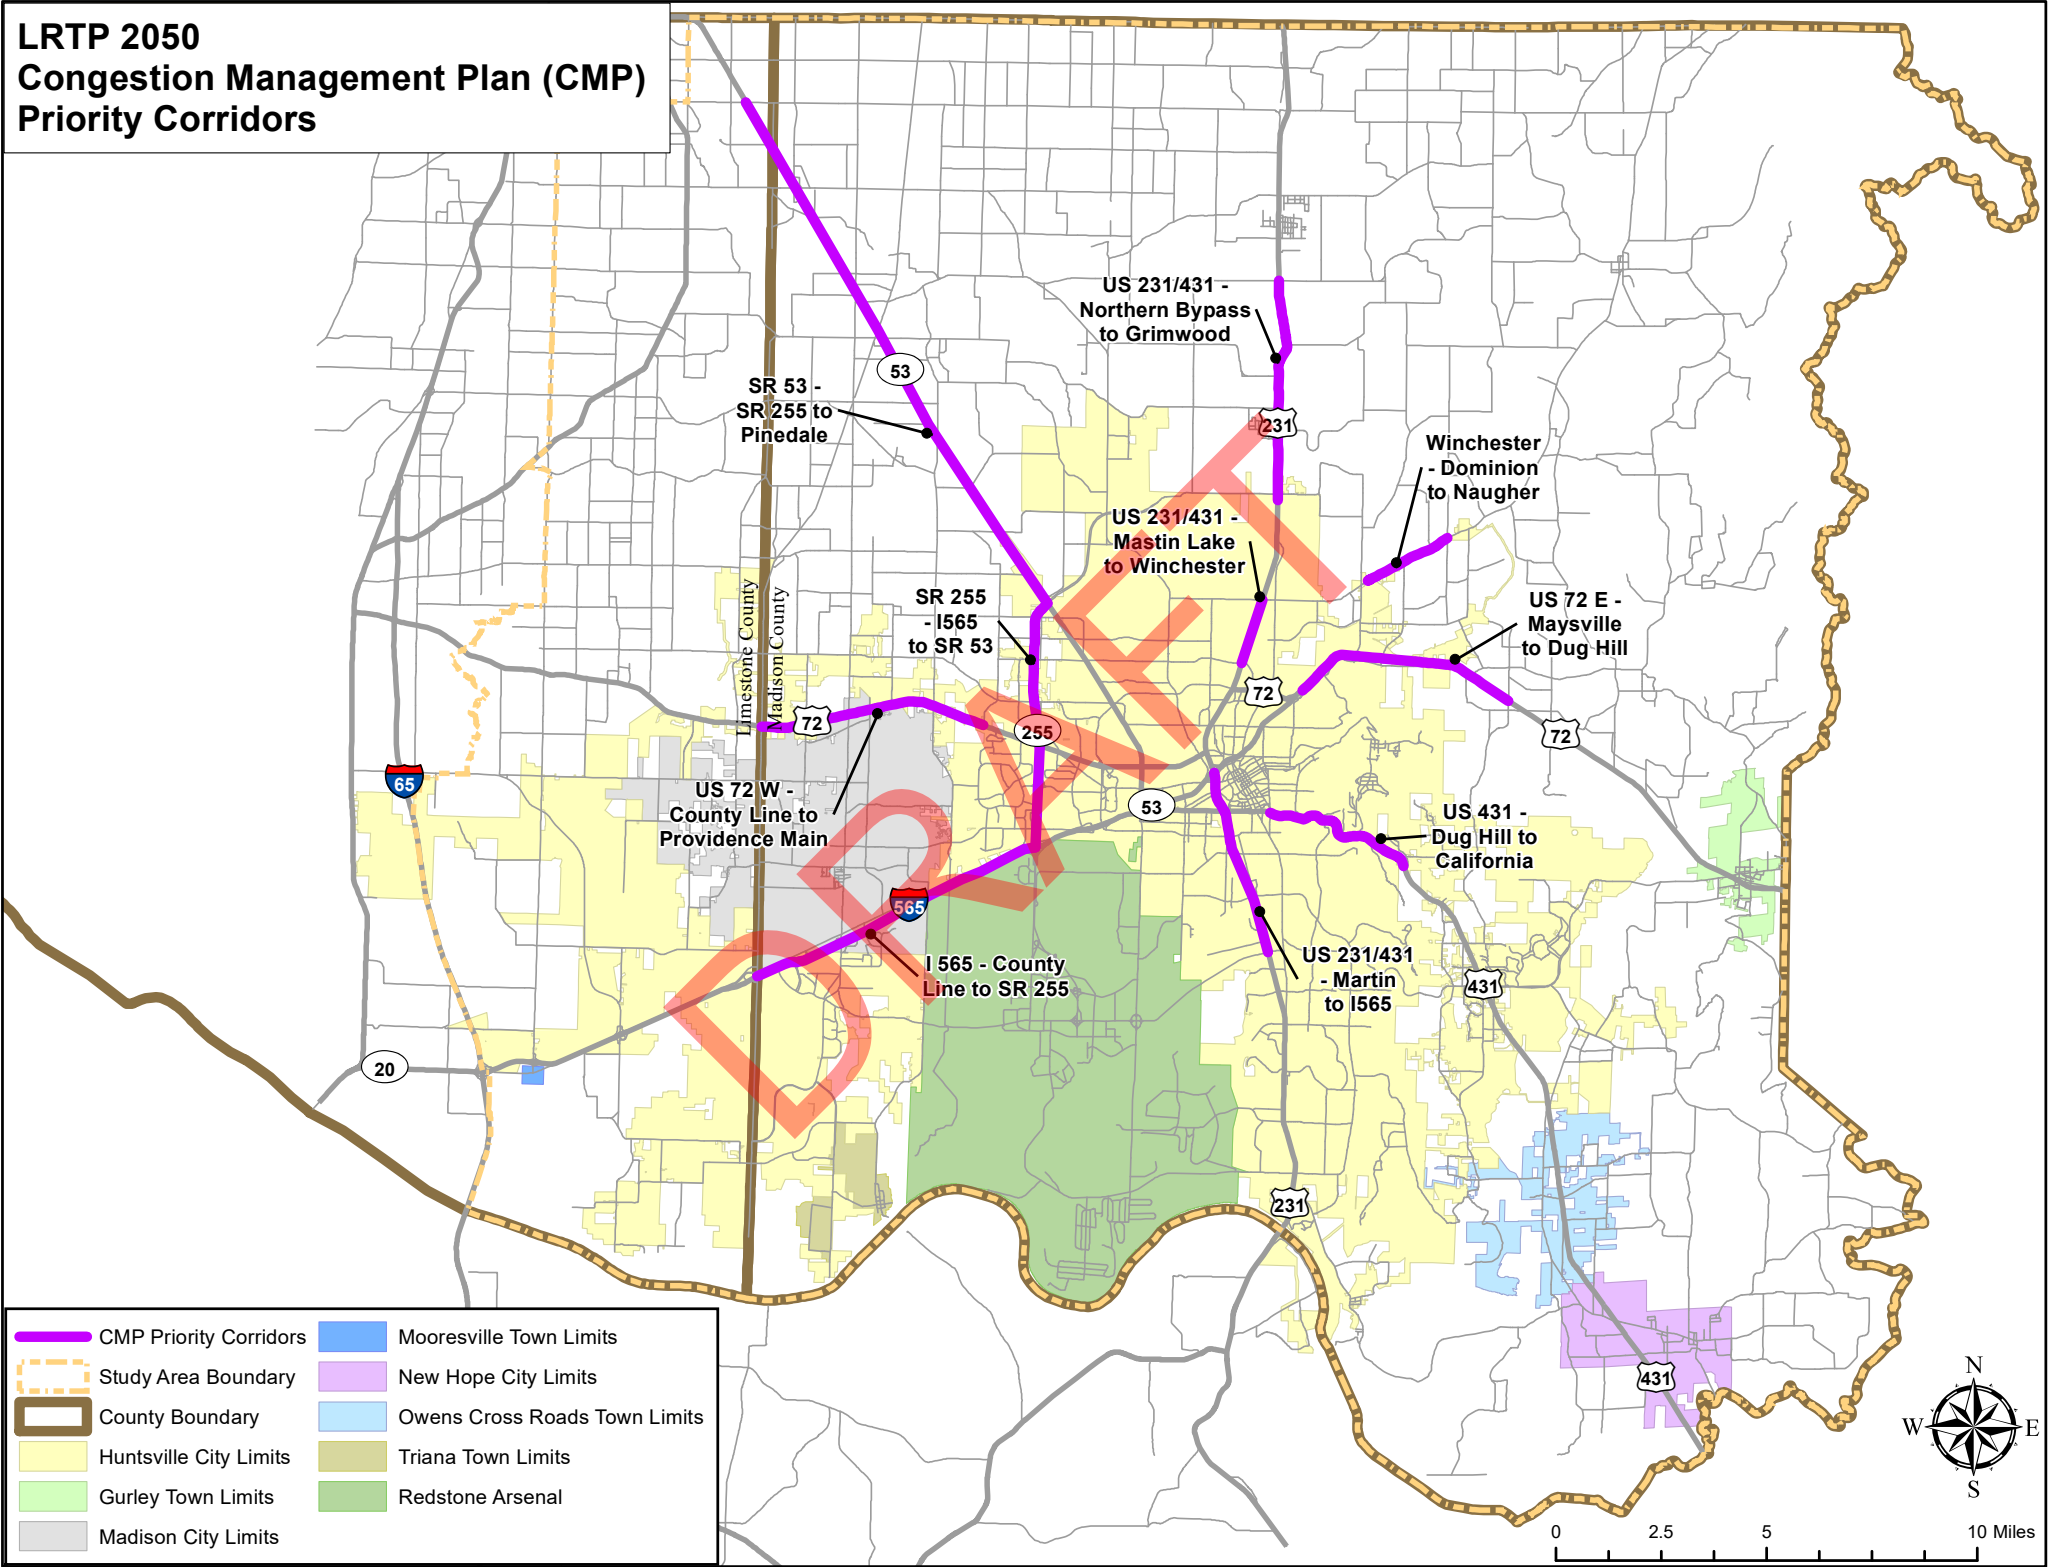 LRTP 2050
Congestion Management Plan (CMP)
Priority Corridors
US 231/431 -
Northern Bypass
to Grimwood
53
SR 53 -
SR 255 to
Pinedale
231
Winchester
- Dominion
to Naugher
US 231/431 -
Mastin Lake
to Winchester
SR 255
- I565
to SR 53
US 72 E -
Maysville
to Dug Hill
Limestone County
Madison County
72
72
255
72
65
US 72 W -
County Line to
Providence Main
53
US 431 -
Dug Hill to
California
565
I 565 - County
Line to SR 255
US 231/431
- Martin
to I565
431
20
231
431
DRAFT
CMP Priority Corridors
Study Area Boundary
County Boundary
Huntsville City Limits
Gurley Town Limits
Madison City Limits
Mooresville Town Limits
New Hope City Limits
Owens Cross Roads Town Limits
Triana Town Limits
Redstone Arsenal
N
W E
S
0 2.5 5 10 Miles